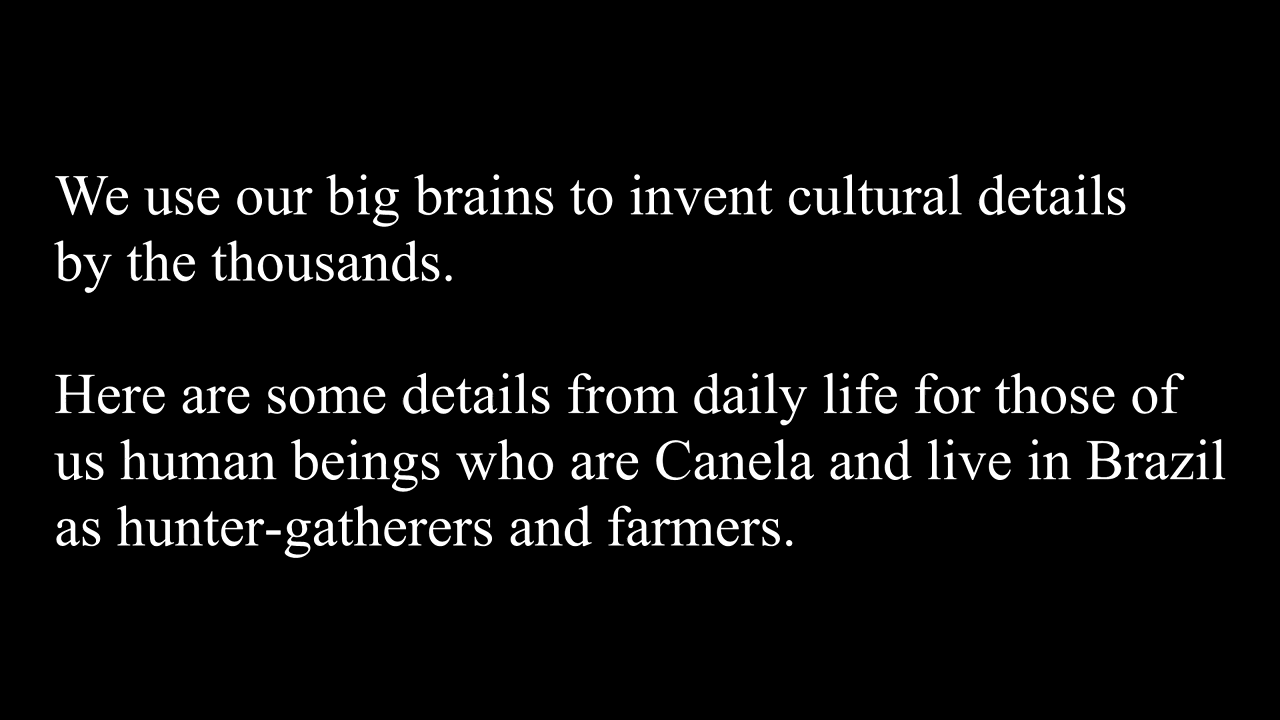 We use our big brains to invent cultural details
by the thousands.
Here are some details from daily life for those of
us human beings who are Canela and live in Brazil
as hunter-gatherers and farmers.